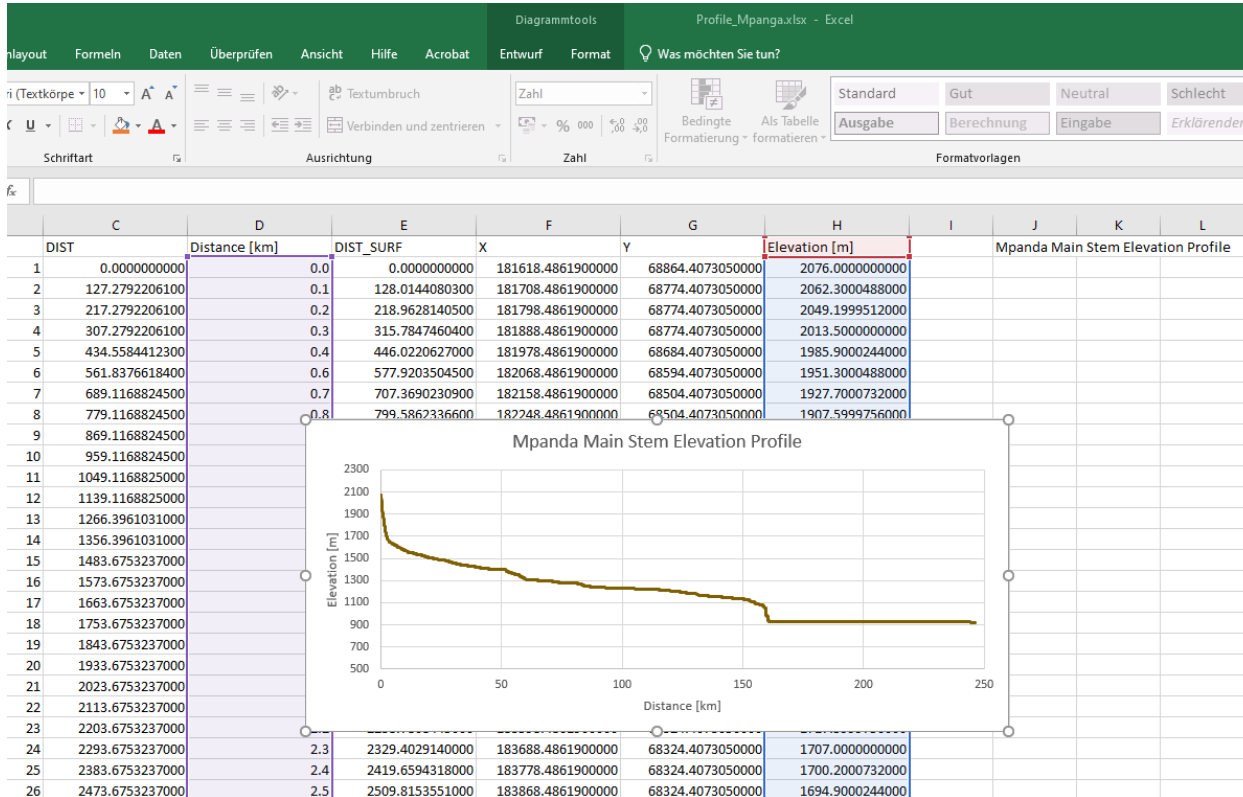 Diagrammtools Profile_Mpanga.xlsx - Excel
nlayout Formeln Daten Überprüfen Ansicht Hilfe Acrobat Entwurf Format Was möchten Sie tun?
ri (Textkörpe 10 A A Textumbruch Zahl Standard Gut Neutral Schlecht
K U A Verbinden und zentrieren % 000 Bedingte Formatierung Als Tabelle formatieren Ausgabe Berechnung Eingabe Erklärender
Schriftart Ausrichtung Zahl Formatvorlagen
fx
C D E F G H I J K L
DIST Distance [km] DIST_SURF X Y Elevation [m] Mpanda Main Stem Elevation Profile
1 0.0000000000 0.0 0.0000000000 181618.4861900000 68864.4073050000 2076.0000000000
2 127.2792206100 0.1 128.0144080300 181708.4861900000 68774.4073050000 2062.3000488000
3 217.2792206100 0.2 218.9628140500 181798.4861900000 68774.4073050000 2049.1999512000
4 307.2792206100 0.3 315.7847460400 181888.4861900000 68774.4073050000 2013.5000000000
5 434.5584412300 0.4 446.0220627000 181978.4861900000 68684.4073050000 1985.9000244000
6 561.8376618400 0.6 577.9203504500 182068.4861900000 68594.4073050000 1951.3000488000
7 689.1168824500 0.7 707.3690230900 182158.4861900000 68504.4073050000 1927.7000732000
8 779.1168824500 0.8 799.5862336600 182248.4861900000 68504.4073050000 1907.5999756000
9 869.1168824500
10 959.1168824500
11 1049.1168825000
12 1139.1168825000
13 1266.3961031000
14 1356.3961031000
15 1483.6753237000
16 1573.6753237000
17 1663.6753237000
18 1753.6753237000
19 1843.6753237000
20 1933.6753237000
21 2023.6753237000
22 2113.6753237000
23 2203.6753237000
Mpanda Main Stem Elevation Profile
Elevation [m]
2300
2100
1900
1700
1500
1300
1100
900
700
500
0 50 100 150 200 250
Distance [km]
24 2293.6753237000 2.3 2329.4029140000 183688.4861900000 68324.4073050000 1707.0000000000
25 2383.6753237000 2.4 2419.6594318000 183778.4861900000 68324.4073050000 1700.2000732000
26 2473.6753237000 2.5 2509.8153551000 183868.4861900000 68324.4073050000 1694.9000244000